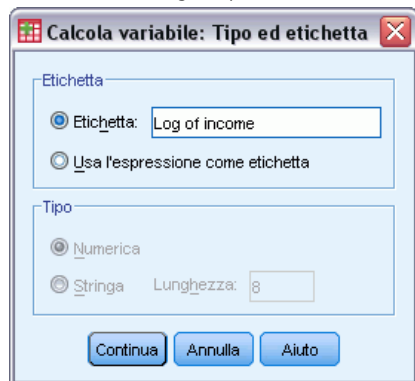 Calcola variabile: Tipo ed etichetta
Etichetta
Etichetta: Log of income
Usa l'espressione come etichetta
Tipo
Numerica
Stringa Lunghezza: 8
Continua Annulla Aiuto